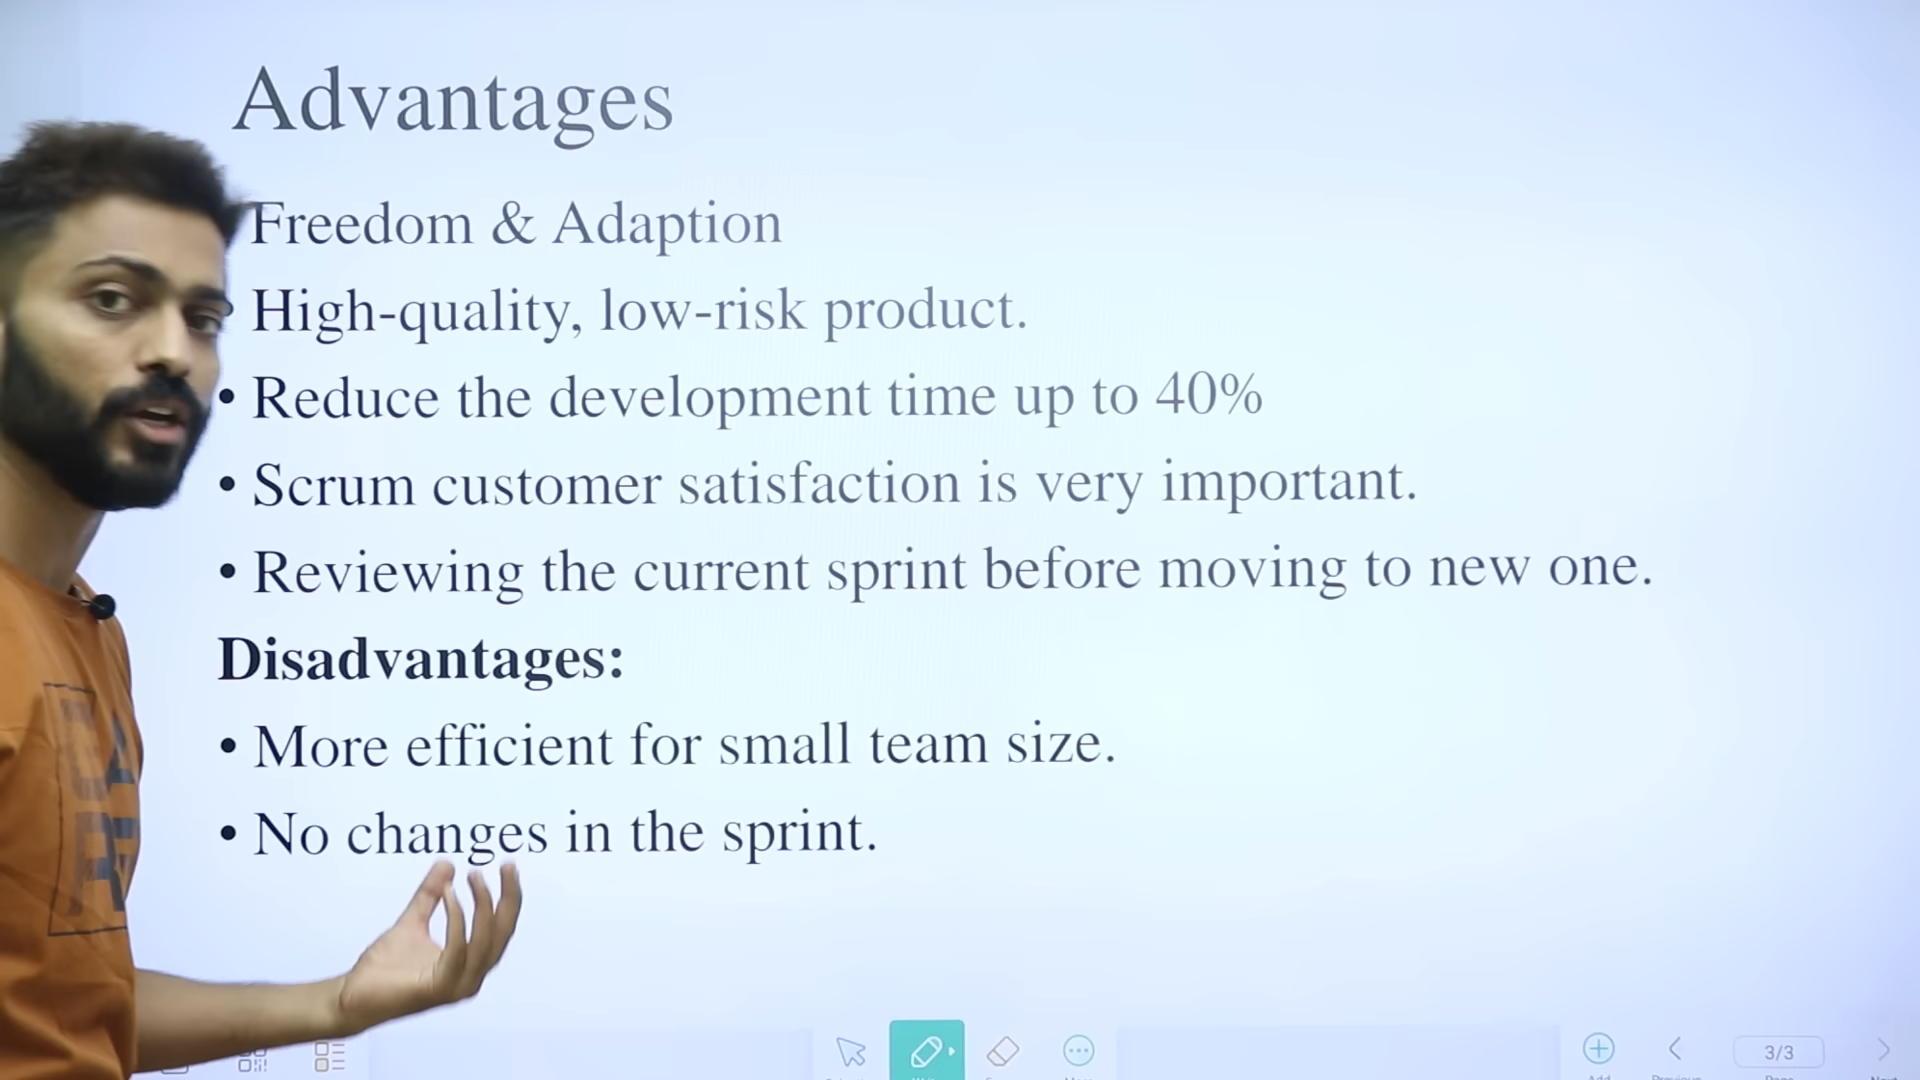 Advantages
Freedom & Adaption
High-quality, low-risk product.
• Reduce the development time up to 40%
• Scrum customer satisfaction is very important.
• Reviewing the current sprint before moving to new one.
Disadvantages:
• More efficient for small team size.
• No changes in the sprint.
3/3